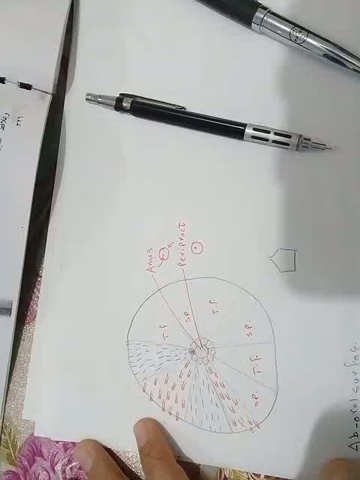 Anus
Periproct
T.F
S.P.
T.F
S.P.
T.F
S.P.
Ab-oral surface